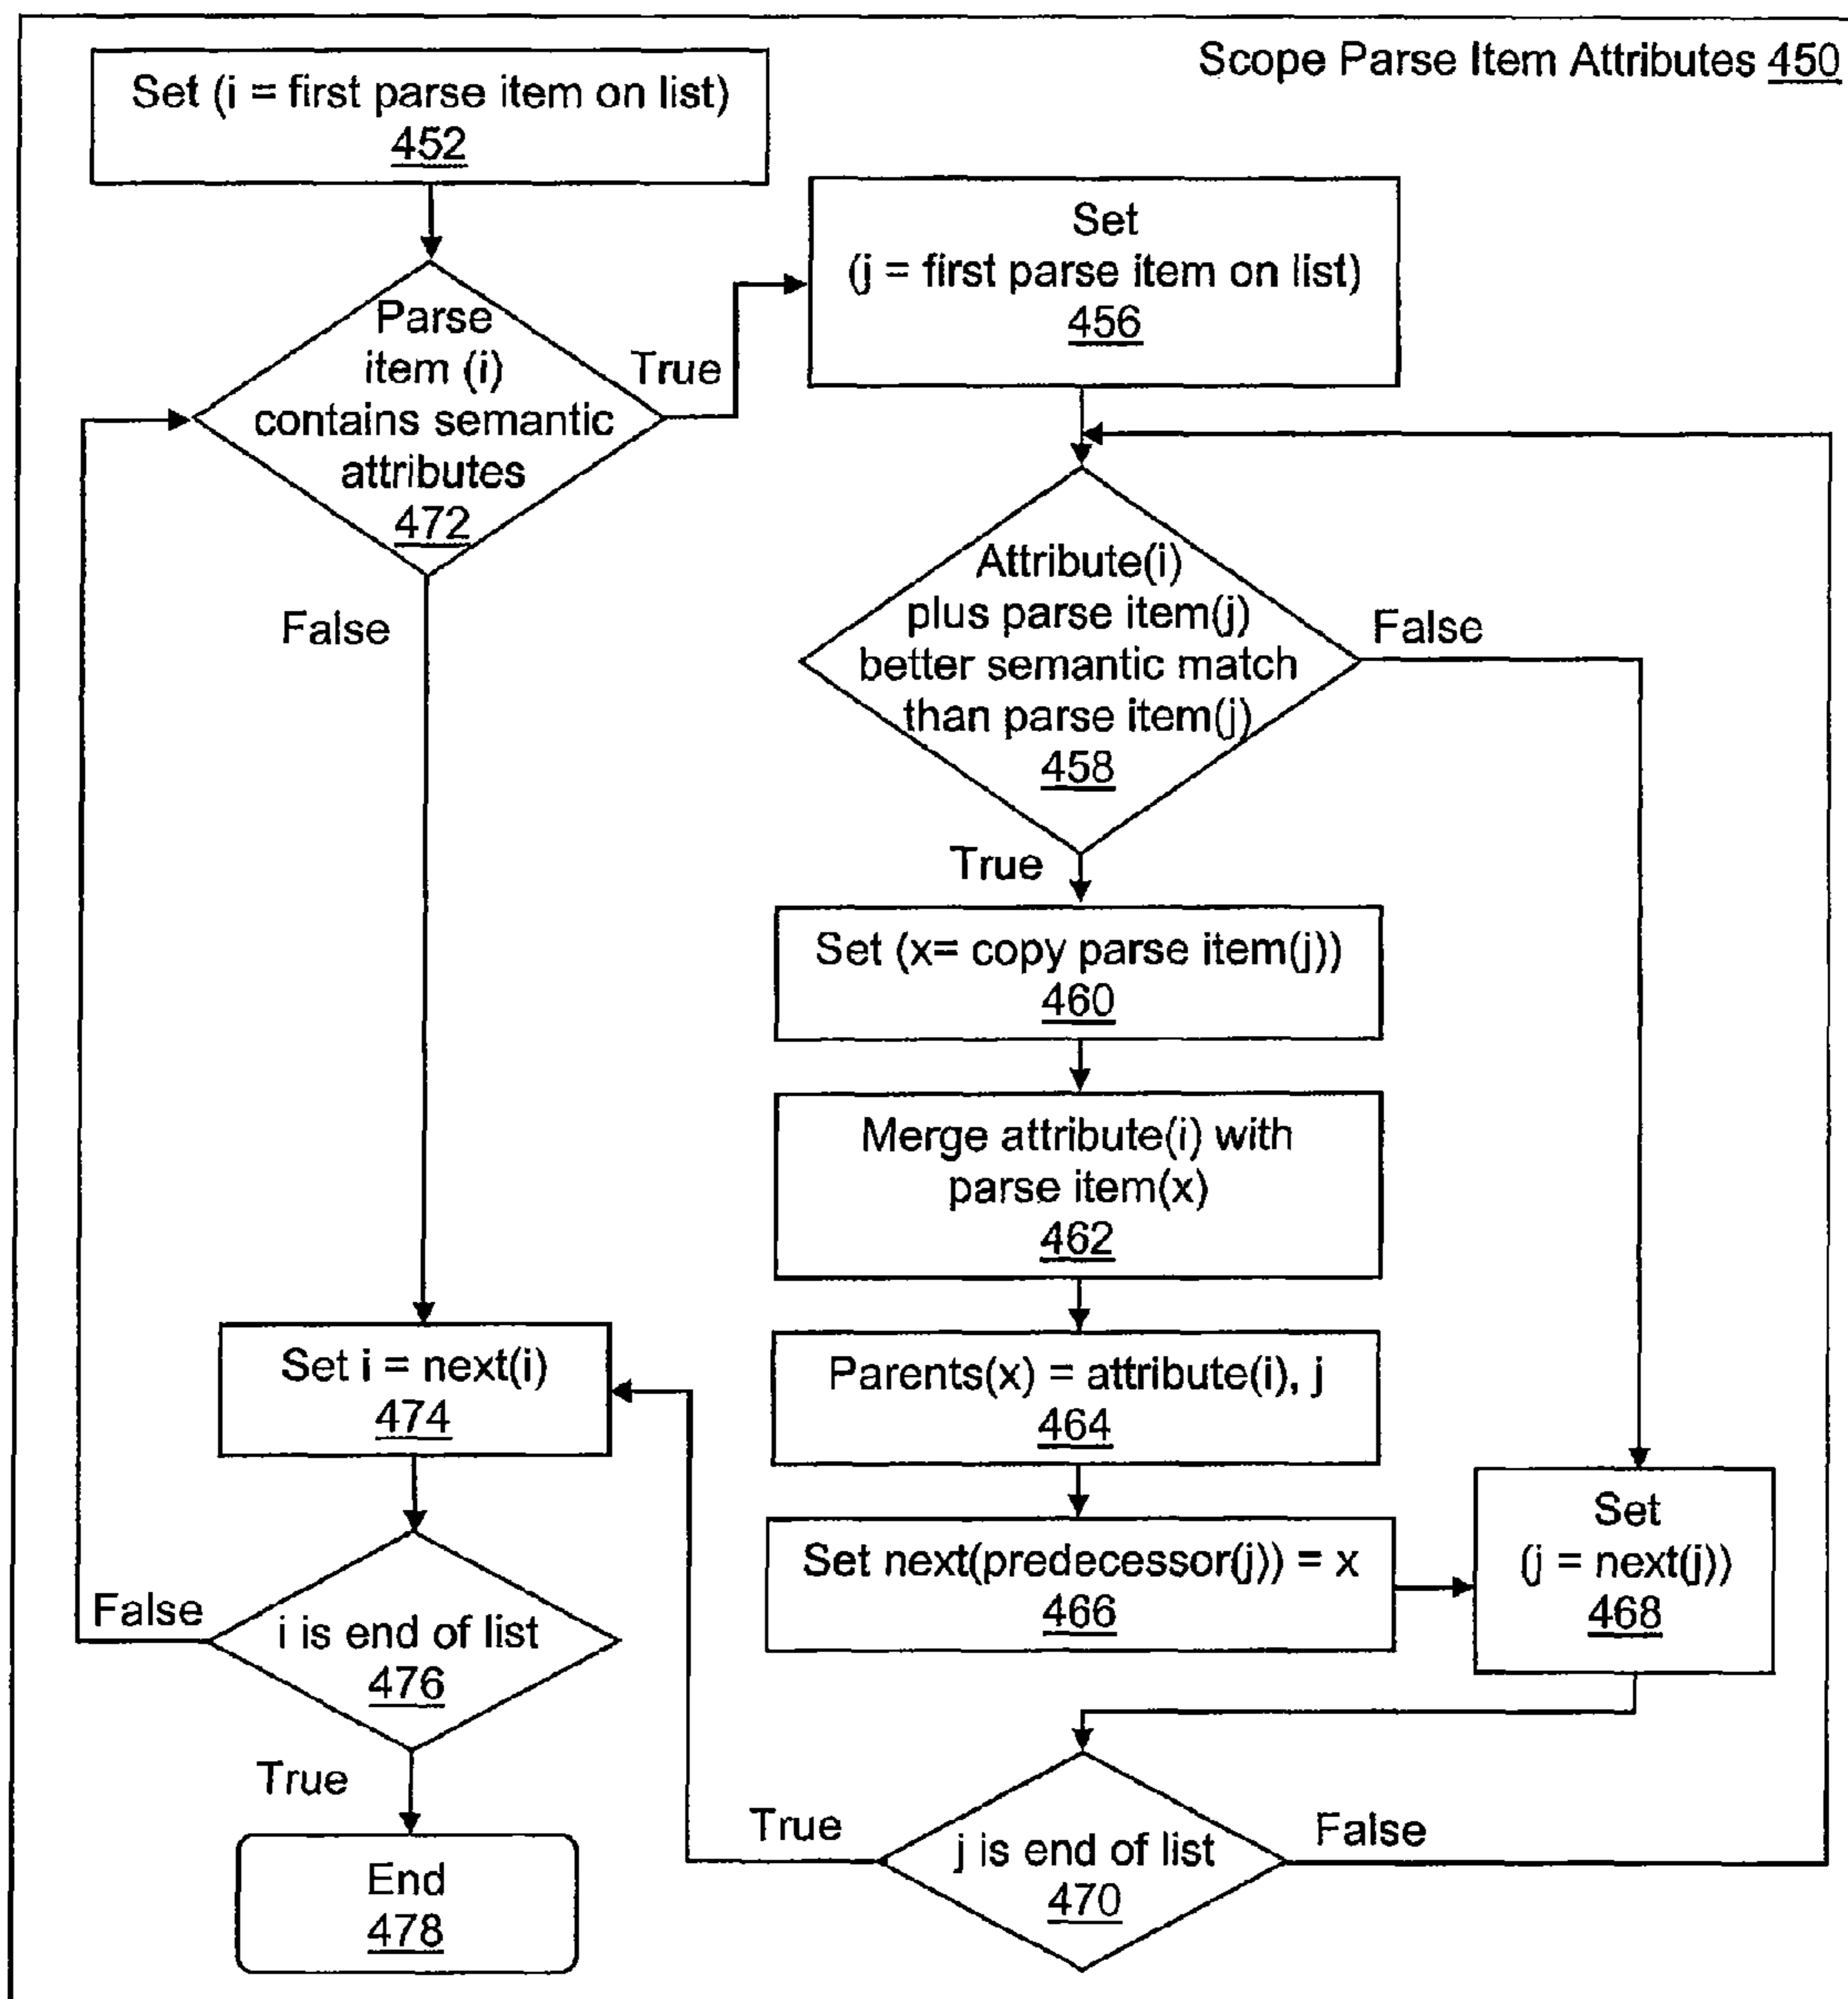 Scope Parse Item Attributes 450
Set (i = first parse item on list)
452
Parse
item (i)
contains semantic
attributes
472
True
False
Set
(j = first parse item on list)
456
Attribute(i)
plus parse item(j)
better semantic match
than parse item(j)
458
False
True
Set (x= copy parse item(j))
460
Merge attribute(i) with
parse item(x)
462
Parents(x) = attribute(i), j
464
Set next(predecessor(j)) = x
466
Set
(j = next(j))
468
j is end of list
470
True
False
Set i = next(i)
474
i is end of list
476
False
True
End
478